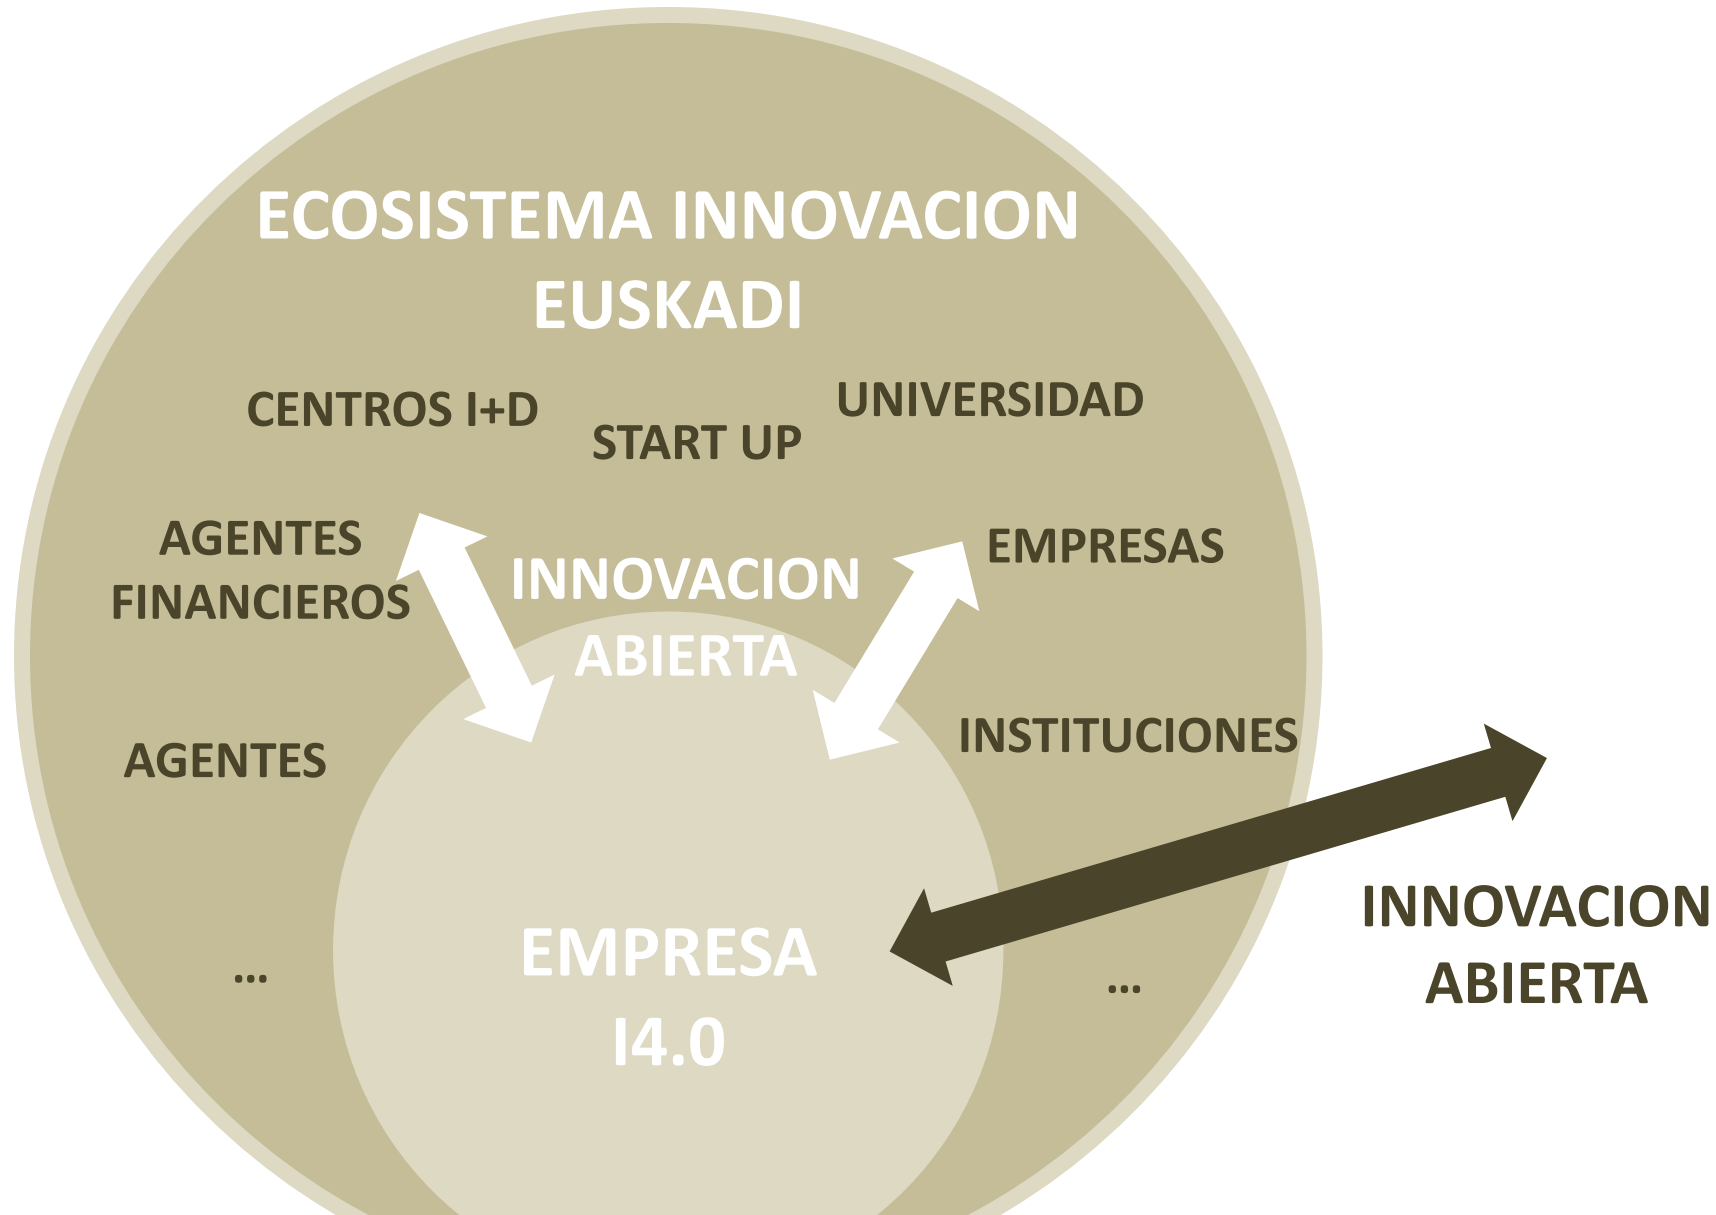 ECOSISTEMA INNOVACION
EUSKADI
CENTROS I+D
START UP
UNIVERSIDAD
AGENTES
FINANCIEROS
INNOVACION
ABIERTA
EMPRESAS
AGENTES
INSTITUCIONES
INNOVACION
ABIERTA
EMPRESA
I4.0
...
...